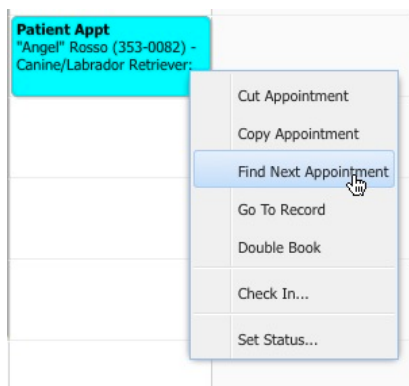 Patient Appt
"Angel" Rosso (353-0082) -
Canine/Labrador Retriever:
Cut Appointment
Copy Appointment
Find Next Appointment
Go To Record
Double Book
Check In...
Set Status...